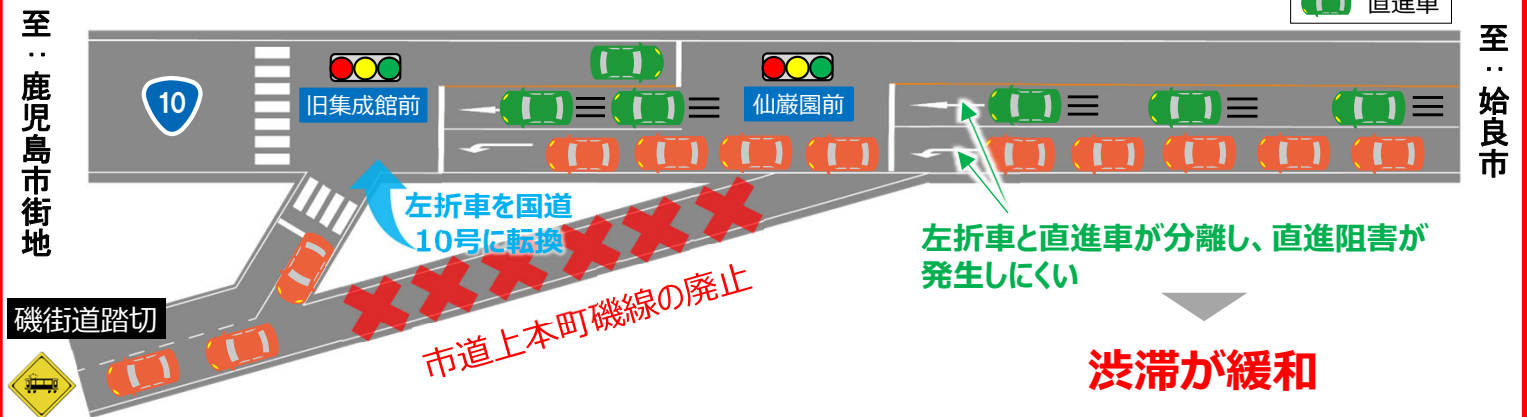 直進車
至：鹿児島市街地
10
旧集成館前
仙巌園前
至：姶良市
左折車を国道
10号に転換
左折車と直進車が分離し、直進阻害が
発生しにくい
磯街道踏切
市道上本町磯線の廃止
渋滞が緩和